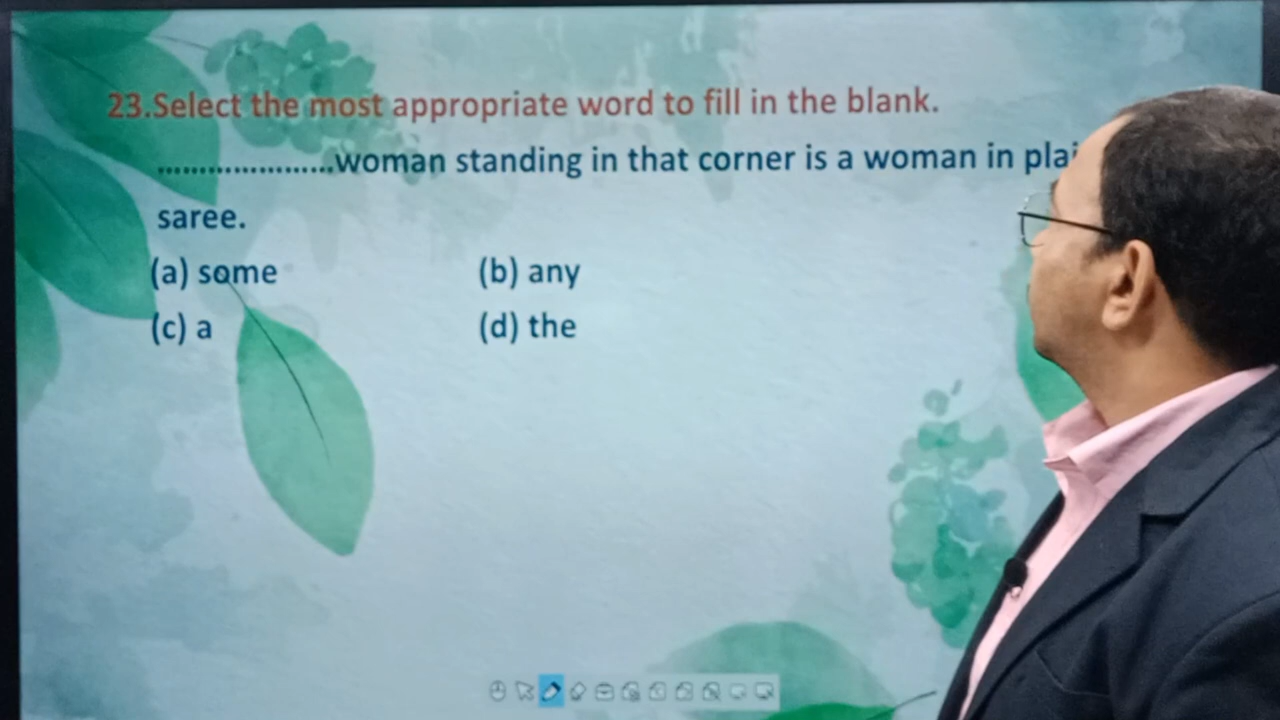 23.Select the most appropriate word to fill in the blank.
.....................woman standing in that corner is a woman in
saree.
(a) some (b) any
(c) a (d) the